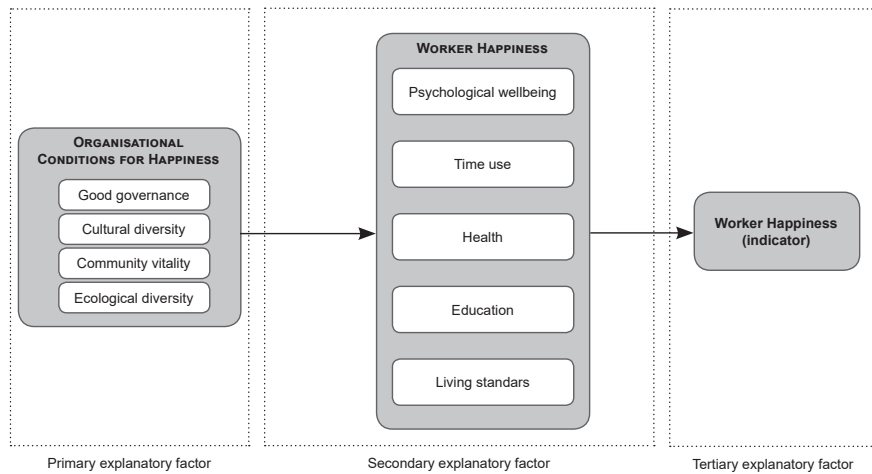 ORGANISATIONAL
CONDITIONS FOR HAPPINESS
Good governance
Cultural diversity
Community vitality
Ecological diversity
Primary explanatory factor
WORKER HAPPINESS
Psychological wellbeing
Time use
Health
Education
Living standars
Secondary explanatory factor
Worker Happiness
(indicator)
Tertiary explanatory factor